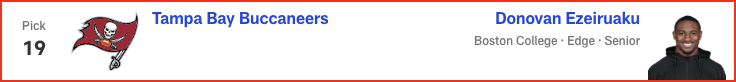 Pick
19
Tampa Bay Buccaneers
Donovan Ezeiruaku
Boston College · Edge · Senior